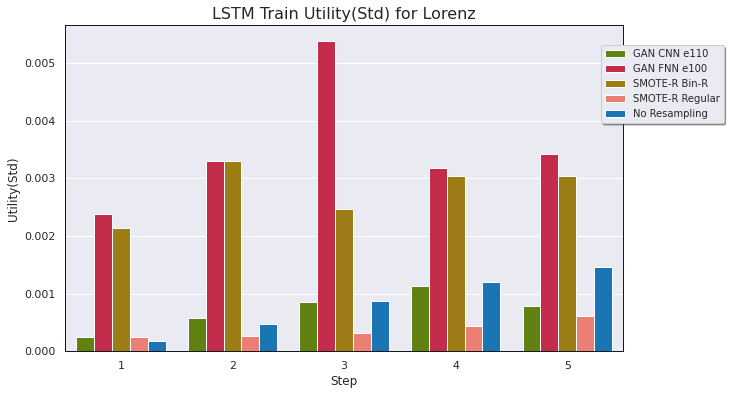 LSTM Train Utility(Std) for Lorenz
GAN CNN e110
GAN FNN e100
SMOTE-R Bin-R
SMOTE-R Regular
No Resampling
Utility(Std)
0.005
0.004
0.003
0.002
0.001
0.000
1 2 3 4 5
Step